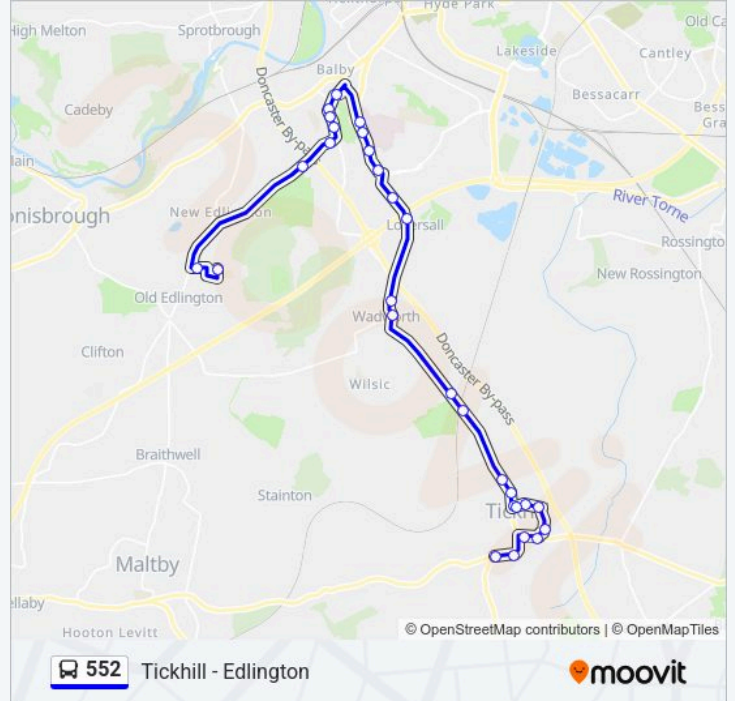 Hyde Park
High Melton
Sprotbrough
Old Ca
Lakeside
Cantley
Balby
Doncaster By-pa
Bessacarr
Cadeby
Bess
Gra
onisbrough
New Edlington
River Torne
Loversall
Rossingto
New Rossington
Old Edlington
Wadworth
Clifton
Doncaster By-pass
Wilsic
Braithwell
Stainton
Tickhill
Maltby
ellaby
Hooton Levitt
© OpenStreetMap contributors | © OpenMapTiles
552 Tickhill - Edlington
moovit